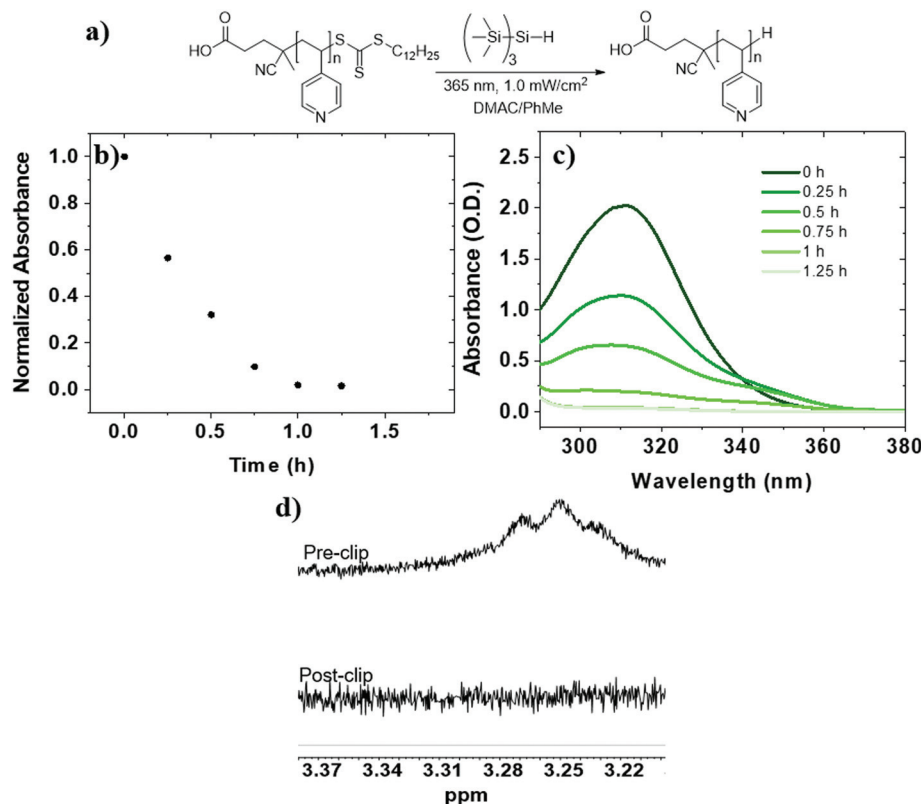 a)
O
HO
NC
n
S
S
C12H25
S
N
Si
Si-H
3
365 nm, 1.0 mW/cm²
DMAC/PhMe
O
HO
NC
H
n
N
b)
Normalized Absorbance
1.0
0.8
0.6
0.4
0.2
0.0
0.0 0.5 1.0 1.5
Time (h)
c)
Absorbance (O.D.)
2.5
2.0
1.5
1.0
0.5
0.0
0 h
0.25 h
0.5 h
0.75 h
1 h
1.25 h
300 320 340 360 380
Wavelength (nm)
d)
Pre-clip
Post-clip
3.37 3.34 3.31 3.28 3.25 3.22
ppm